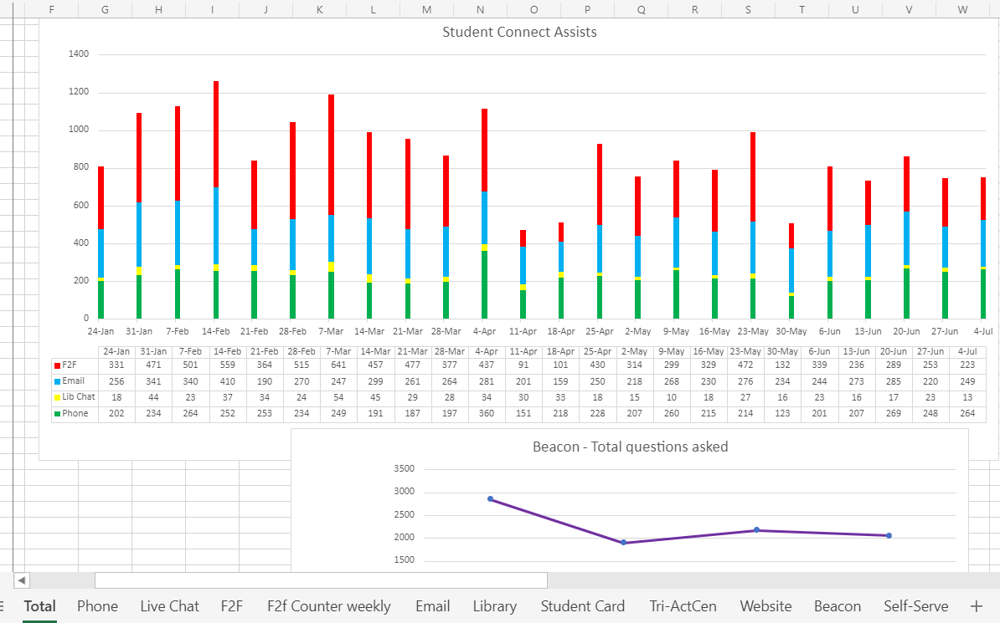 F G H I J K L M N O P Q R S T U V W
Student Connect Assists
1400
1200
1000
800
600
400
200
0
24-Jan 31-Jan 7-Feb 14-Feb 21-Feb 28-Feb 7-Mar 14-Mar 21-Mar 28-Mar 4-Apr 11-Apr 18-Apr 25-Apr 2-May 9-May 16-May 23-May 30-May 6-Jun 13-Jun 20-Jun 27-Jun 4-Jul
24-Jan 31-Jan 7-Feb 14-Feb 21-Feb 28-Feb 7-Mar 14-Mar 21-Mar 28-Mar 4-Apr 11-Apr 18-Apr 25-Apr 2-May 9-May 16-May 23-May 30-May 6-Jun 13-Jun 20-Jun 27-Jun 4-Jul
F2F 331 471 501 559 364 515 641 457 477 377 437 91 101 430 314 299 329 472 132 339 236 289 253 223
Email 256 341 340 410 190 270 247 299 261 264 281 201 159 250 218 268 230 276 234 244 273 285 220 249
Lib Chat 18 44 23 37 34 24 54 45 29 28 34 30 33 18 15 10 18 27 16 23 16 17 23 13
Phone 202 234 264 252 253 234 249 191 187 197 360 151 218 228 207 260 215 214 123 201 207 269 248 264
Beacon - Total questions asked
3500
3000
2500
2000
1500
Total Phone Live Chat F2F F2f Counter weekly Email Library Student Card Tri-ActCen Website Beacon Self-Serve